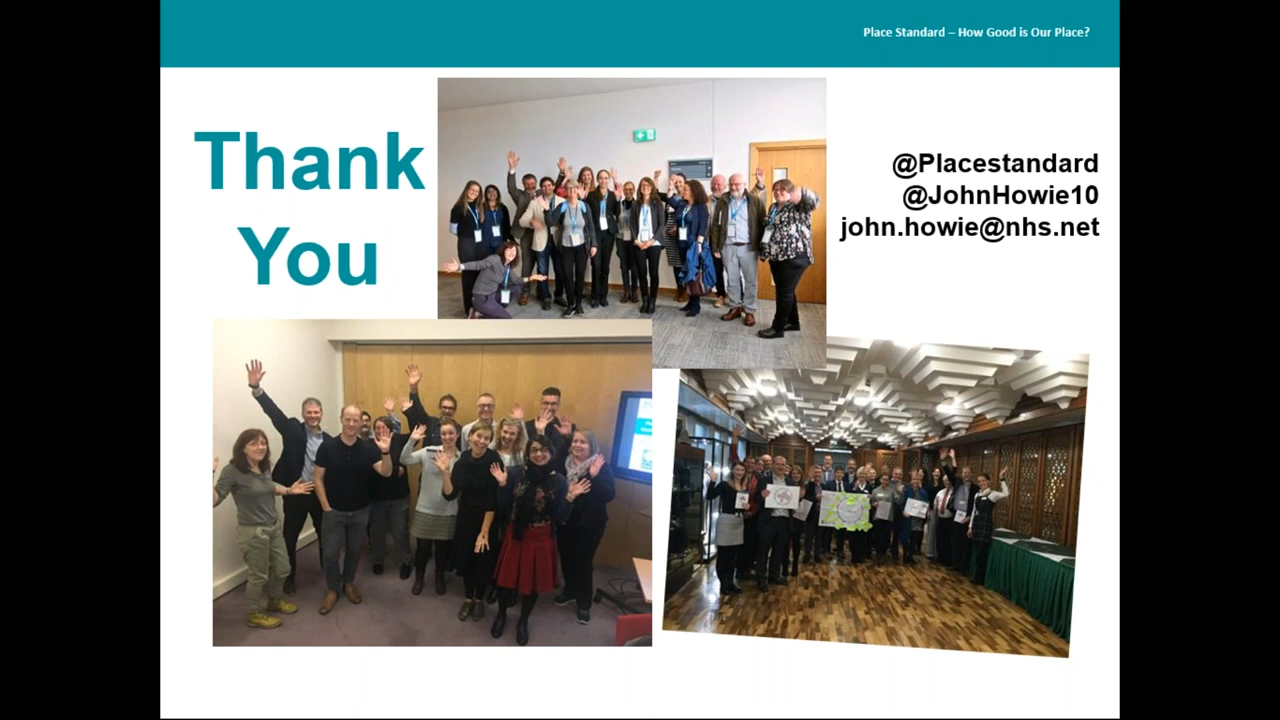 Place Standard – How Good is Our Place?
Thank
You
@Placestandard
@JohnHowie10
john.howie@nhs.net